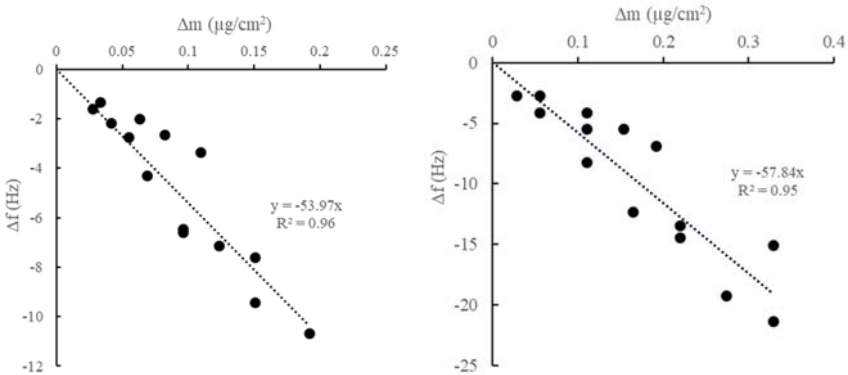 Δm (µg/cm²)
0 0.05 0.1 0.15 0.2 0.25
0
-2
-4
-6
-8
-10
-12
Δf (Hz)
y = -53.97x
R² = 0.96
Δm (µg/cm²)
0 0.1 0.2 0.3 0.4
0
-5
-10
-15
-20
-25
Δf (Hz)
y = -57.84x
R² = 0.95